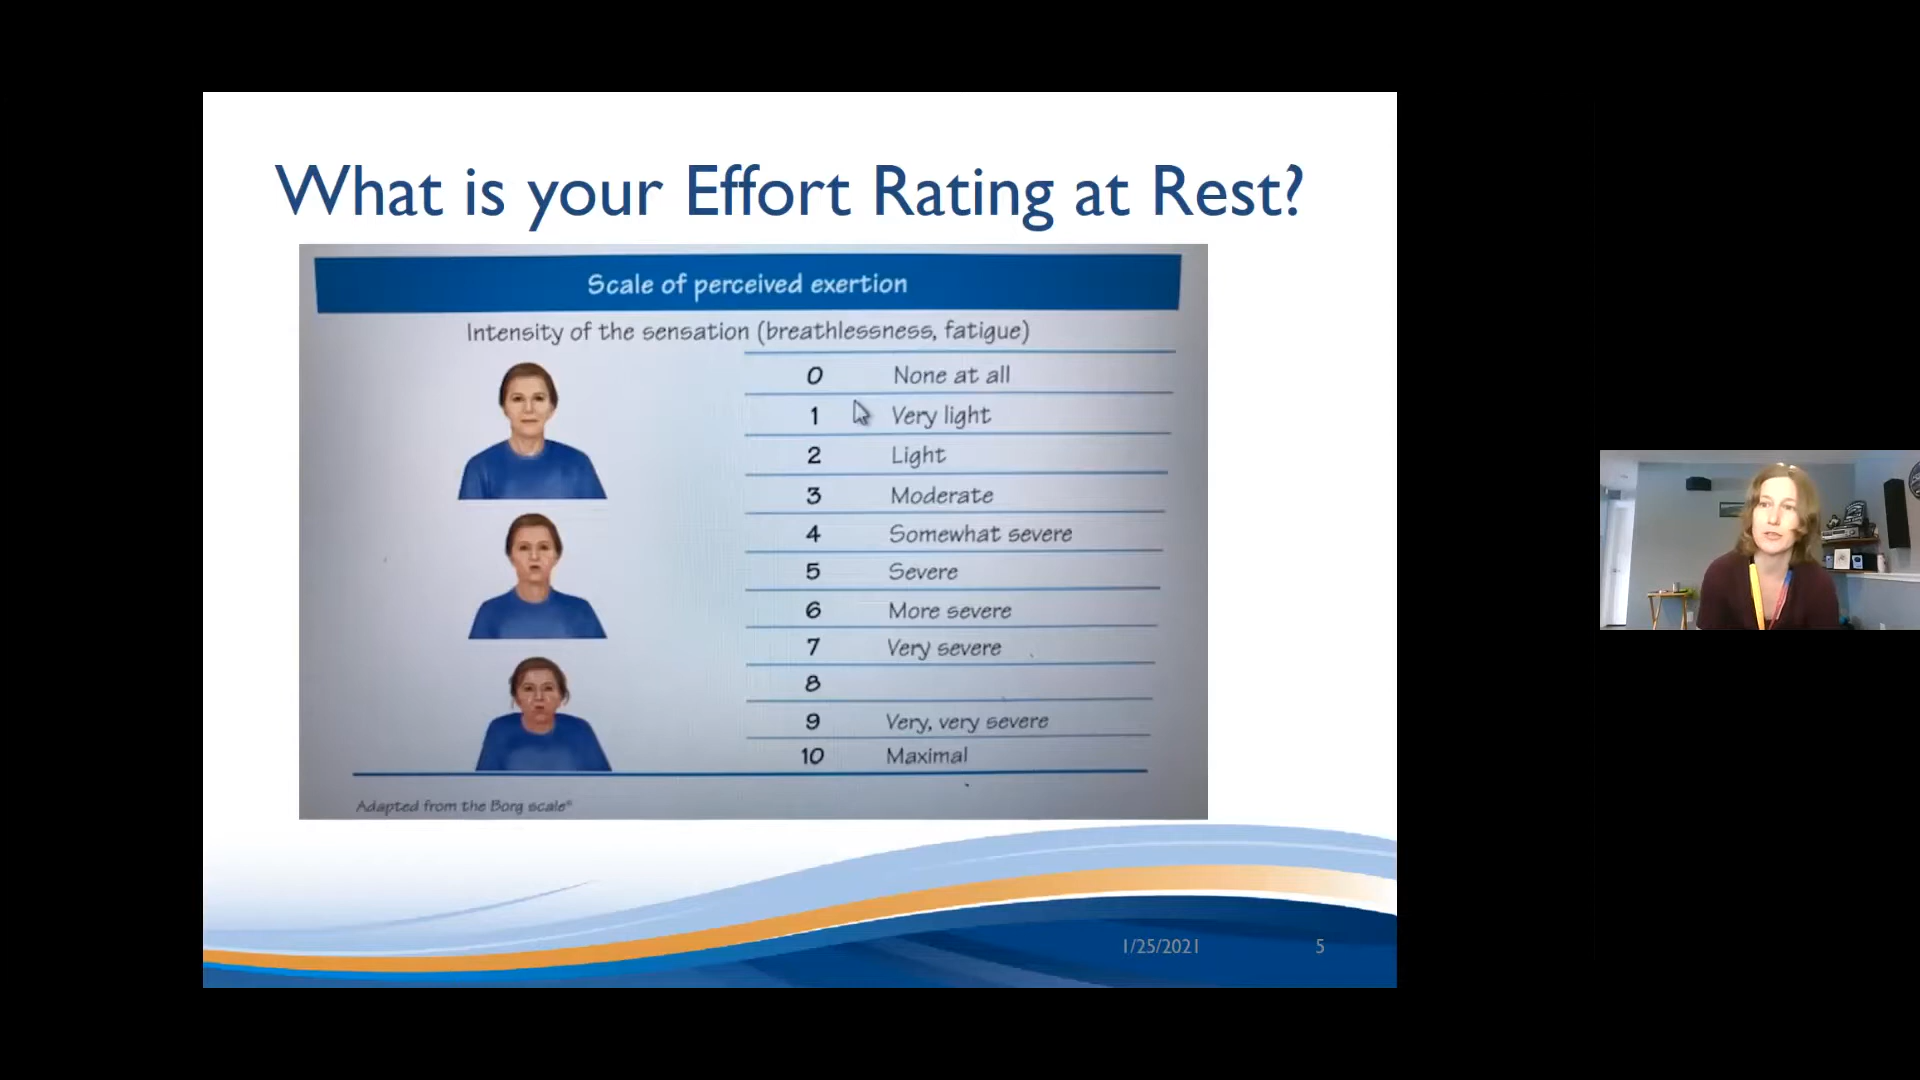 What is your Effort Rating at Rest?
Scale of perceived exertion
Intensity of the sensation (breathlessness, fatigue)
0 None at all
1 Very light
2 Light
3 Moderate
4 Somewhat severe
5 Severe
6 More severe
7 Very severe
8
9 Very, very severe
10 Maximal
Adapted from the Borg scale®
1/25/2021 5